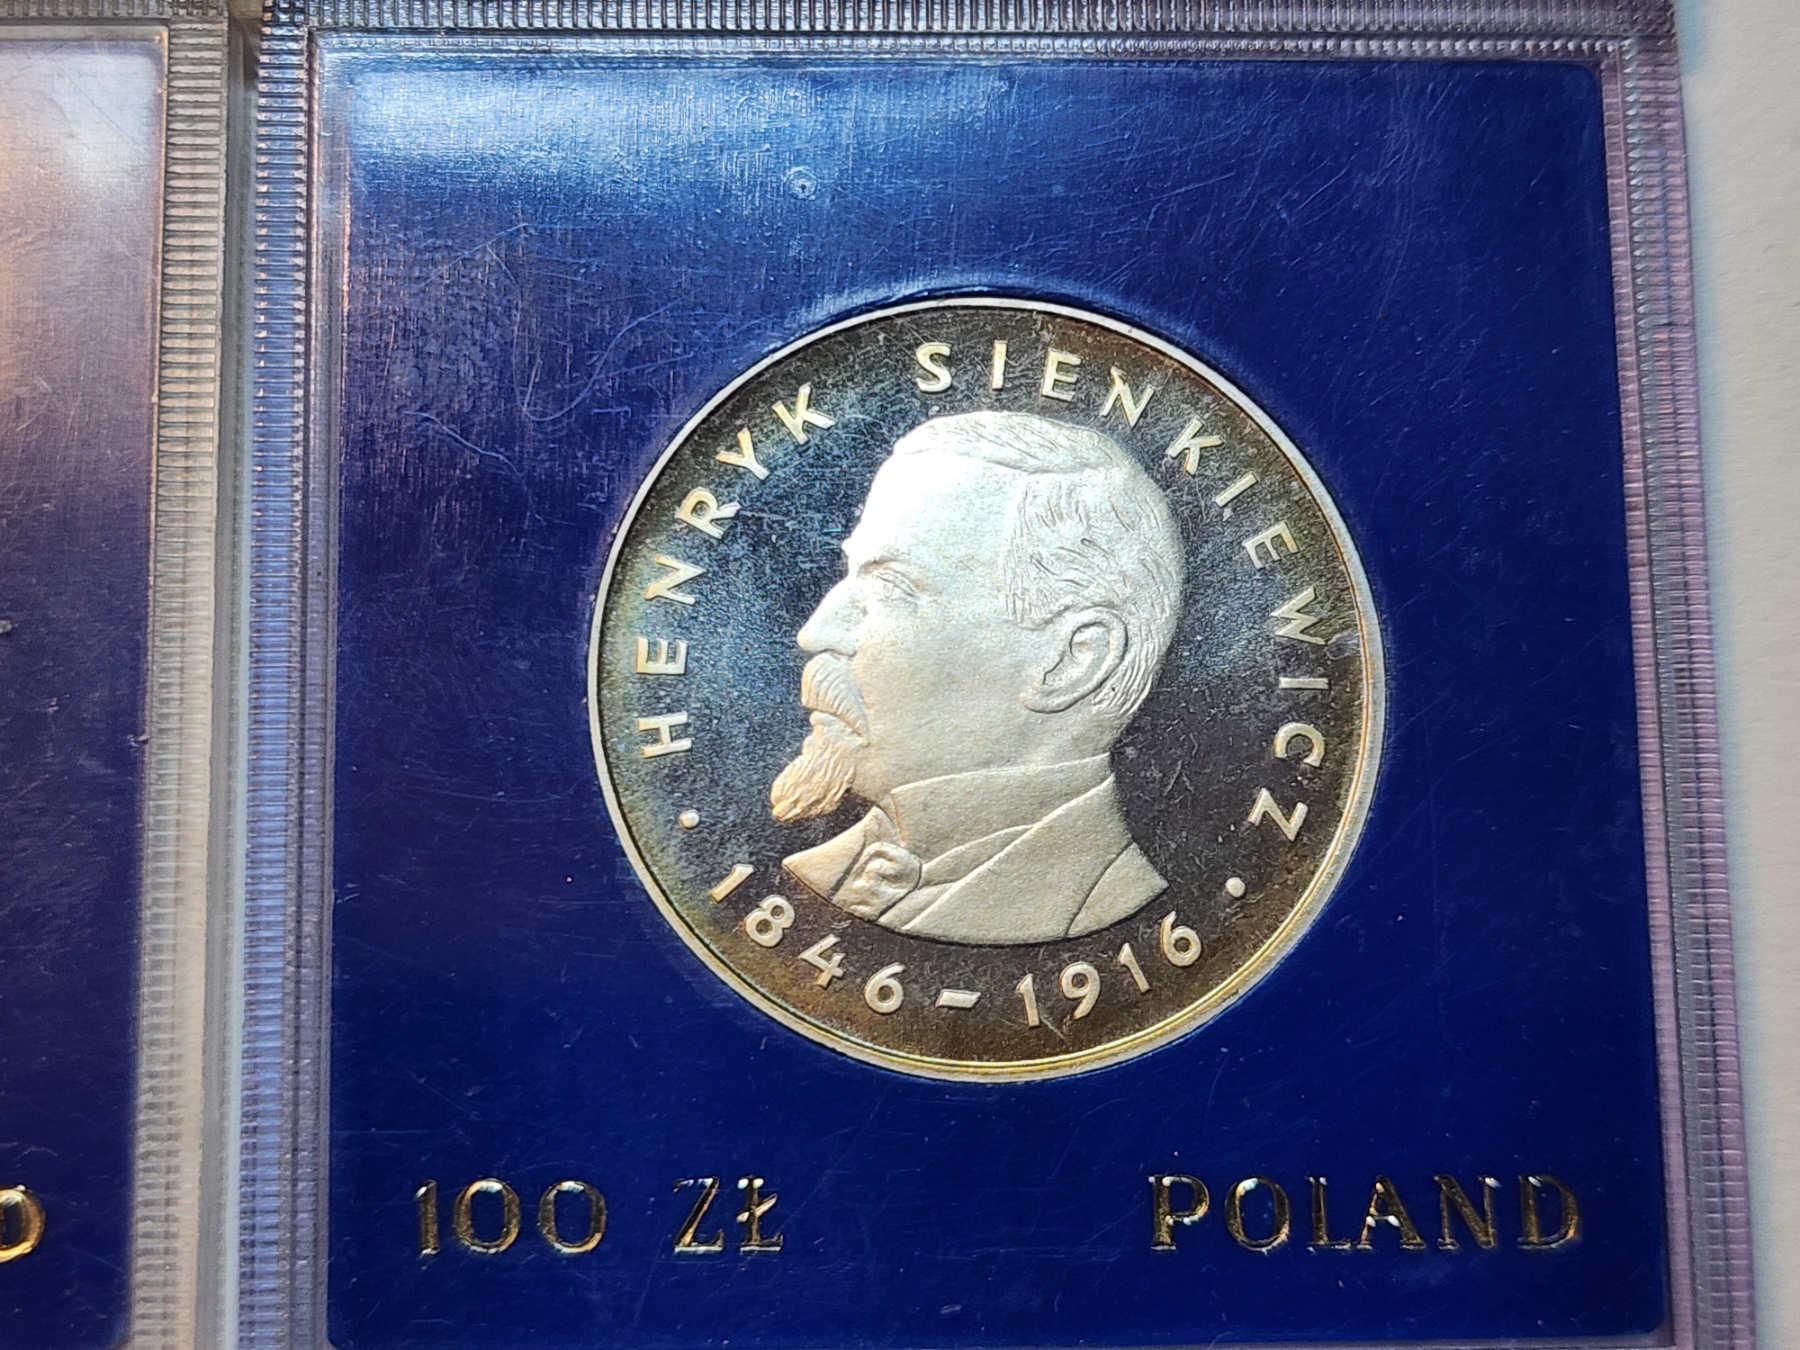 HENRYK SIENKIEWICZ
1846-1916
100 ZŁ
POLAND
D